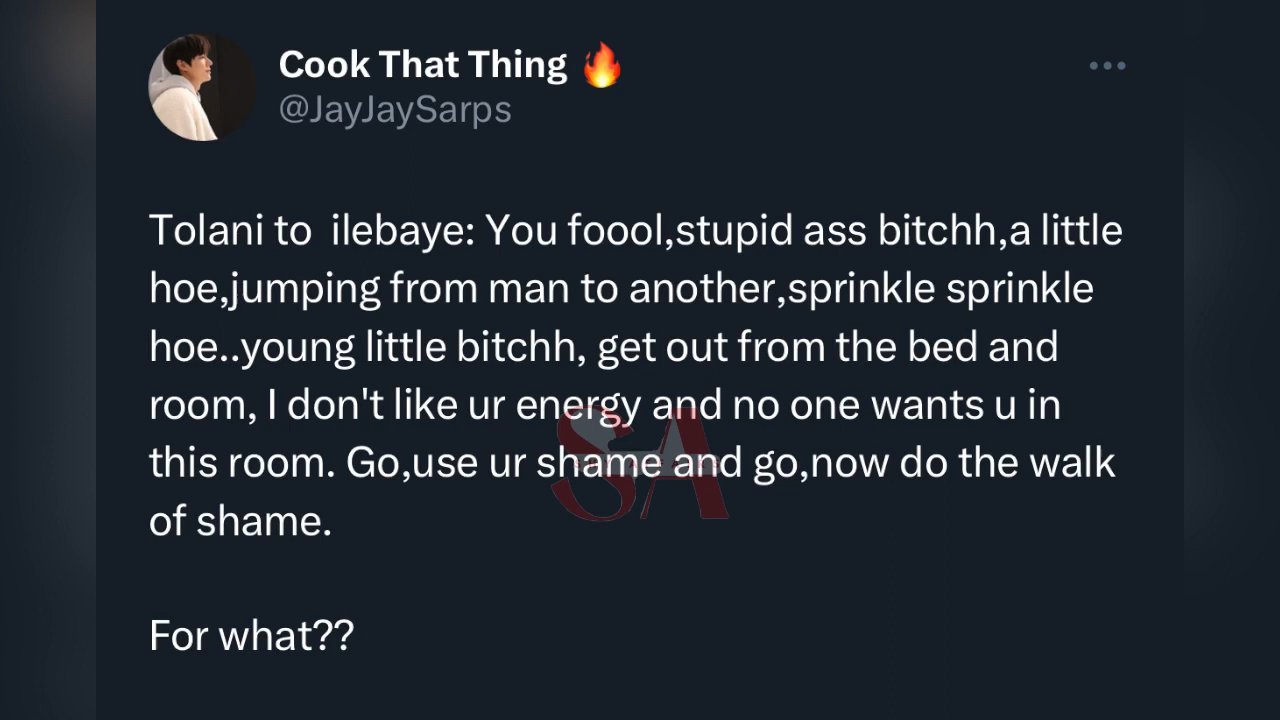 Cook That Thing 🔥
@JayJaySarps
Tolani to  ilebaye: You foool,stupid ass bitchh,a little
hoe,jumping from man to another,sprinkle sprinkle
hoe..young little bitchh, get out from the bed and
room, I don't like ur energy and no one wants u in
this room. Go,use ur shame and go,now do the walk
of shame.
For what??
SA